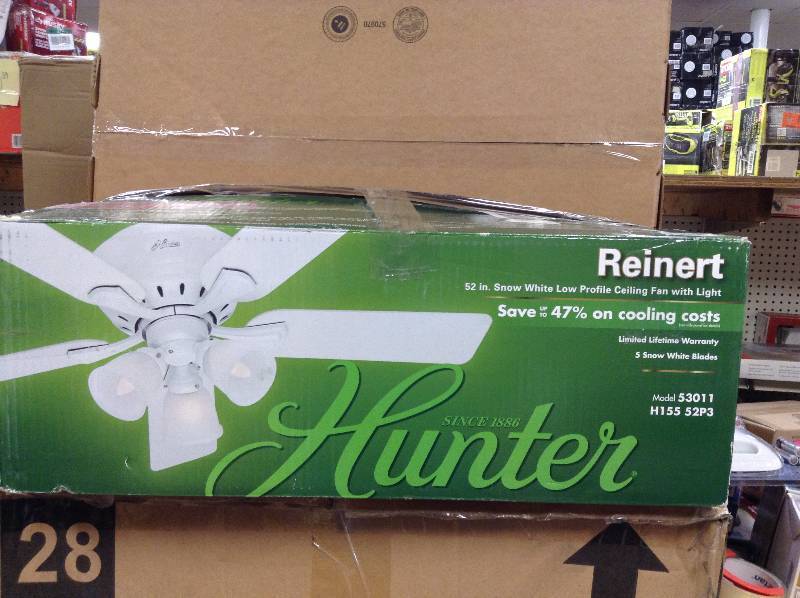 Reinert
52 in. Snow White Low Profile Ceiling Fan with Light
Save UP TO 47% on cooling costs
Limited Lifetime Warranty
5 Snow White Blades
Model 53011
H155 52P3
SINCE 1886
Hunter
Hunter
28